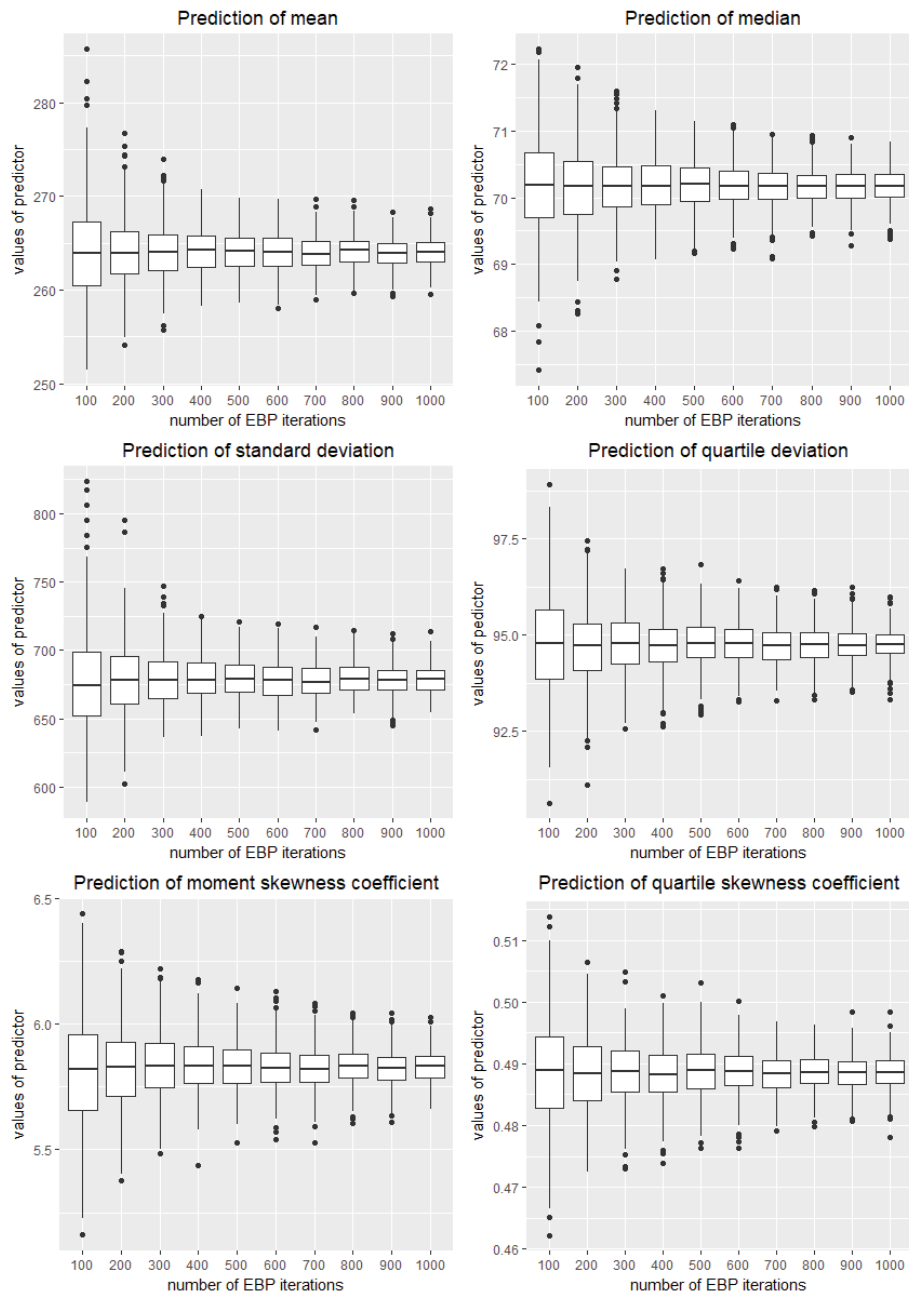 Prediction of mean
values of predictor
280
270
260
250
100 200 300 400 500 600 700 800 900 1000
number of EBP iterations
Prediction of median
values of predictor
72
71
70
69
68
100 200 300 400 500 600 700 800 900 1000
number of EBP iterations
Prediction of standard deviation
values of predictor
800
750
700
650
600
100 200 300 400 500 600 700 800 900 1000
number of EBP iterations
Prediction of quartile deviation
values of pedictor
97.5
95.0
92.5
100 200 300 400 500 600 700 800 900 1000
number of EBP iterations
Prediction of moment skewness coefficient
values of predictor
6.5
6.0
5.5
100 200 300 400 500 600 700 800 900 1000
number of EBP iterations
Prediction of quartile skewness coefficient
values of predictor
0.51
0.50
0.49
0.48
0.47
0.46
100 200 300 400 500 600 700 800 900 1000
number of EBP iterations